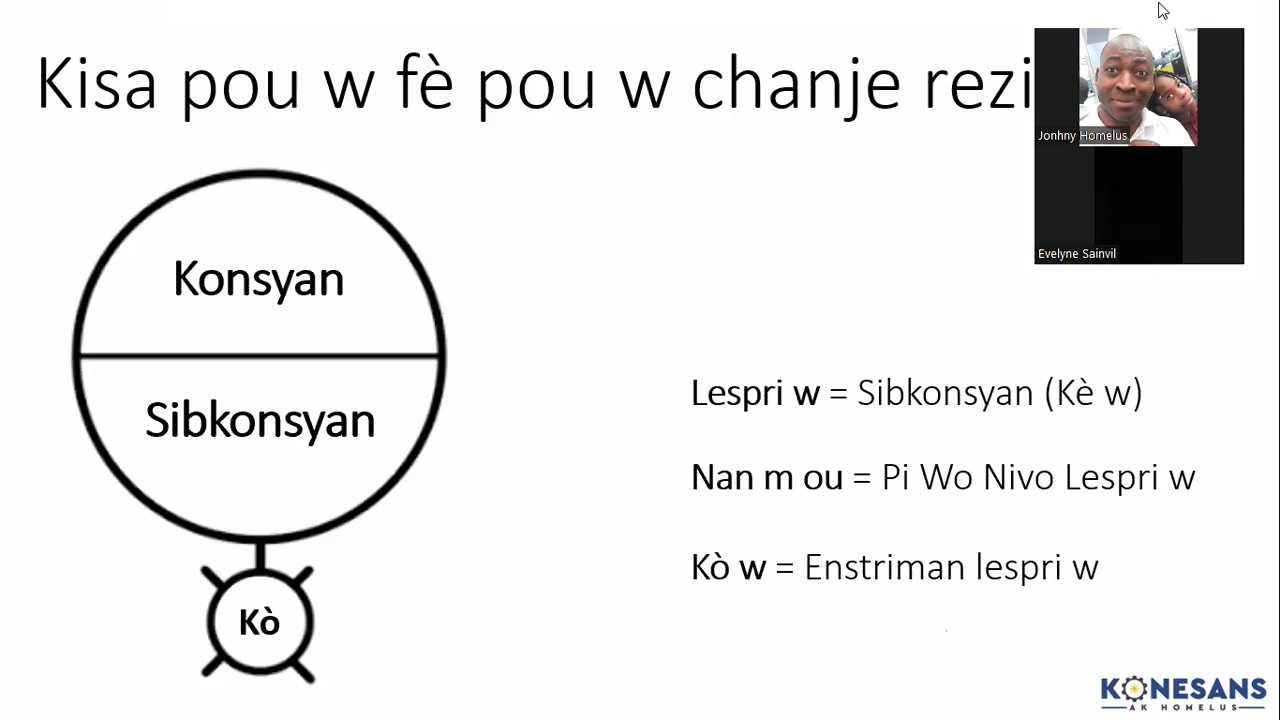 Kisa pou w fè pou w chanje rezi
Jonhny Homelus
Evelyne Sainvil
Konsyan
Sibkonsyan
Kò
Lespri w = Sibkonsyan (Kè w)
Nan m ou = Pi Wo Nivo Lespri w
Kò w = Enstriman lespri w
KONESANS
AK HOMELUS